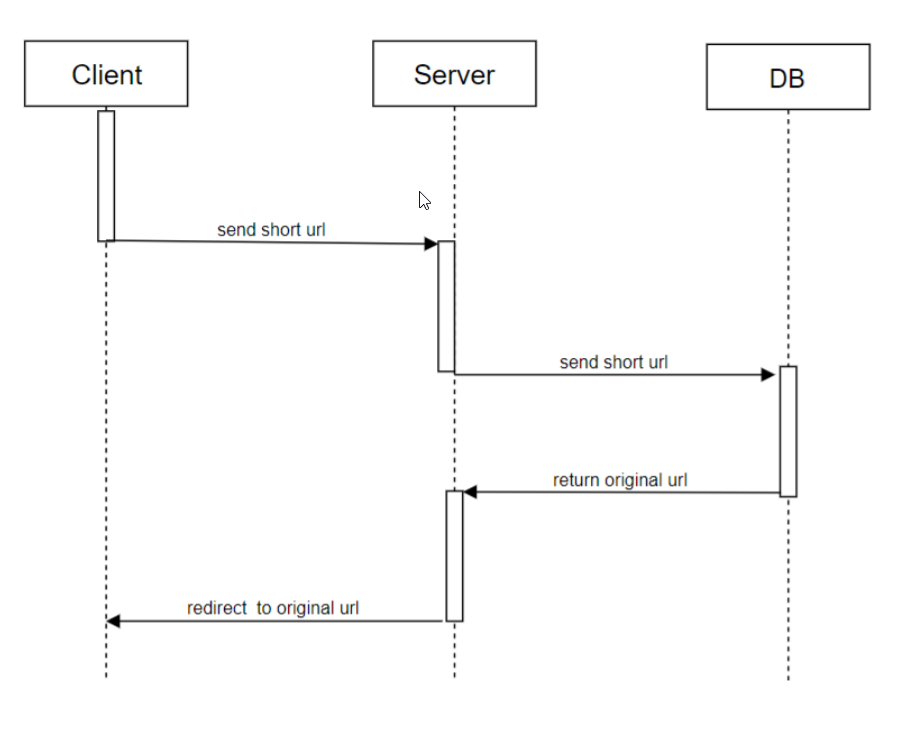 Client
Server
DB
send short url
send short url
return original url
redirect to original url